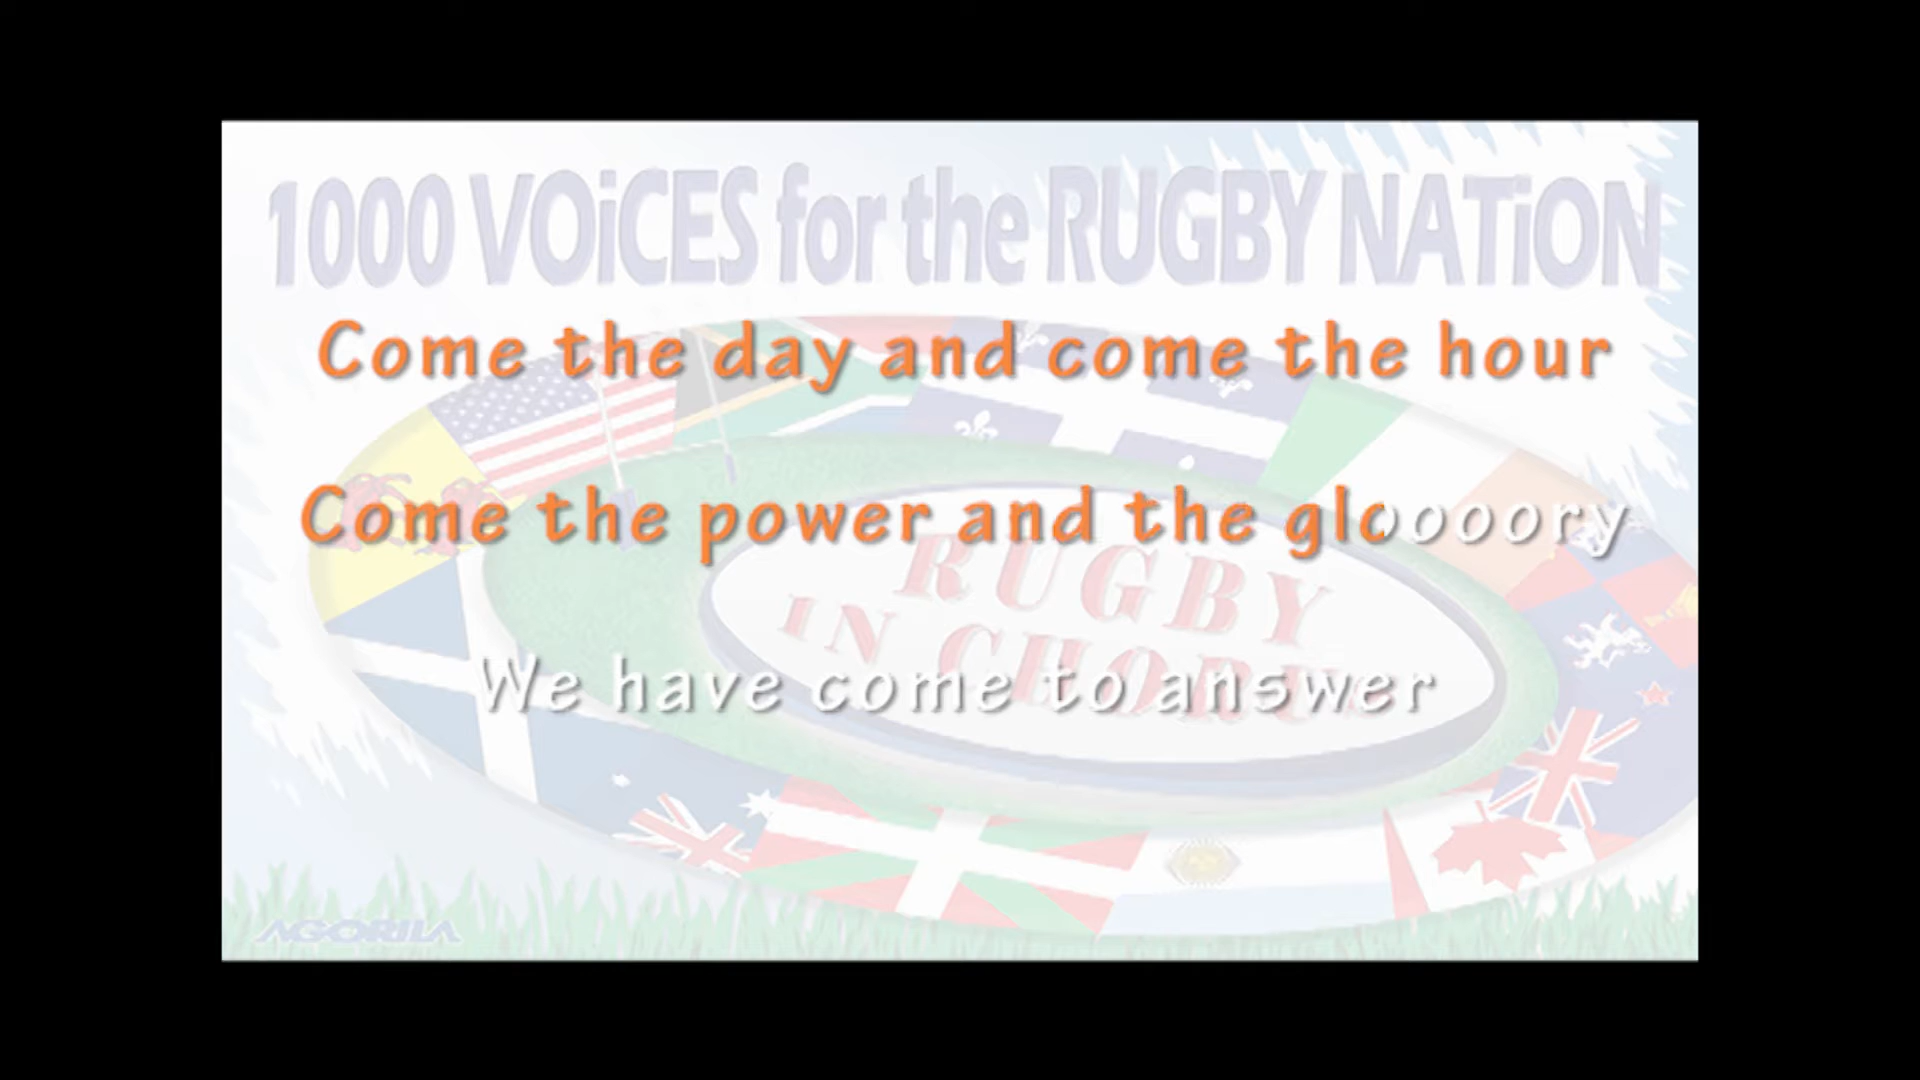 1000 VOiCES for the RUGBY NATiON
Come the day and come the hour
Come the power and the gloooory
RUGBY
IN CHORUS
We have come to answer
AGORILA